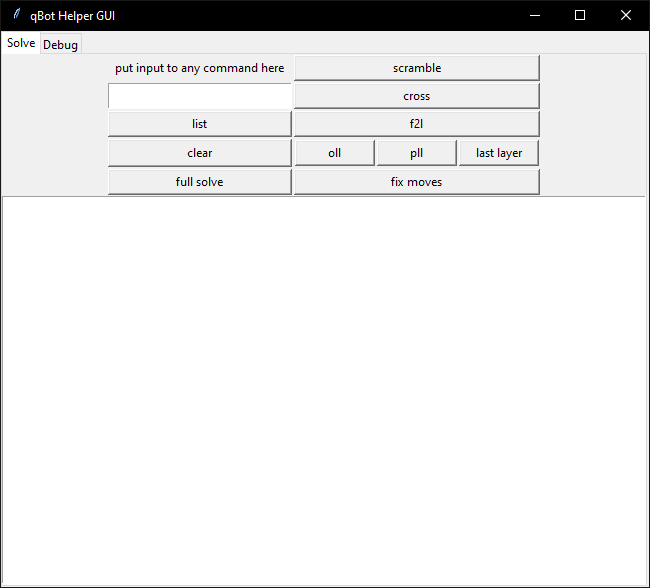 qBot Helper GUI
Solve Debug
put input to any command here scramble
cross
list f2l
clear oll pll last layer
full solve fix moves